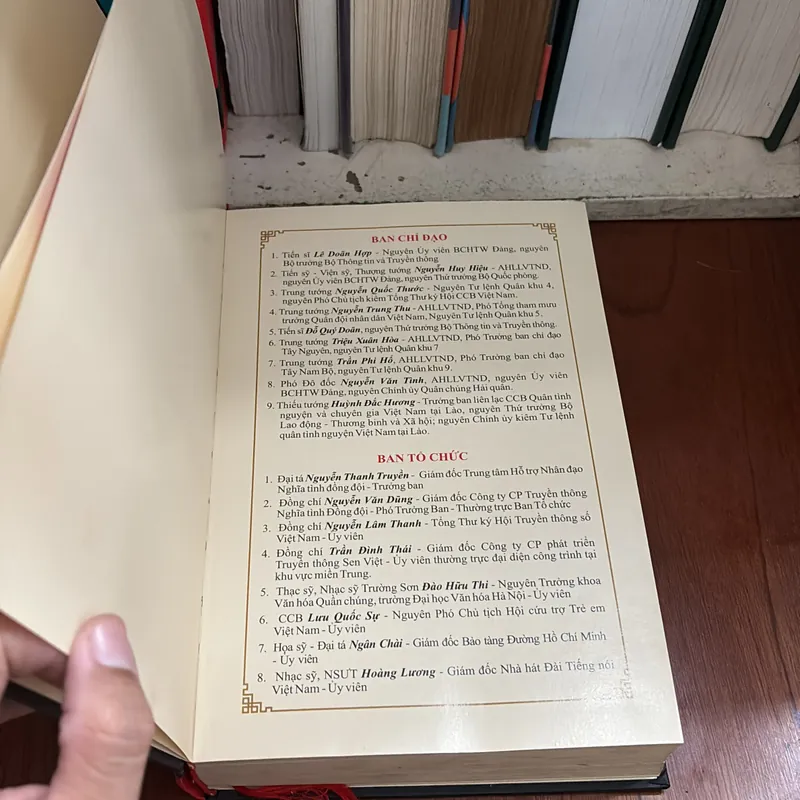 BAN CHỈ ĐẠO
1. Tiến sĩ Lê Doãn Hợp - Nguyên Ủy viên BCHTW Đảng, nguyên
Bộ trưởng Bộ Thông tin và Truyền thông
2. Tiến sỹ - Viện sỹ, Thượng tướng Nguyễn Huy Hiệu - AHLLVTND,
nguyên Ủy viên BCHTW Đảng, nguyên Thứ trưởng Bộ Quốc phòng.
3. Trung tướng Nguyễn Quốc Thước - Nguyên Tư lệnh Quân khu 4,
nguyên Phó Chủ tịch kiêm Tổng Thư ký Hội CCB Việt Nam.
4. Trung tướng Nguyễn Trung Thu - AHLLVTND, Phó Tổng tham mưu
trưởng Quân đội nhân dân Việt Nam, Nguyên Tư lệnh Quân khu 5.
5. Tiến sĩ Đỗ Quý Doãn, nguyên Thứ trưởng Bộ Thông tin và Truyền thông.
6. Trung tướng Triệu Xuân Hòa - AHLLVTND, Phó Trưởng ban chỉ đạo
Tây Nguyên, nguyên Tư lệnh Quân khu 7
7. Trung tướng Trần Phi Hổ, AHLLVTND, Phó Trưởng ban chỉ đạo
Tây Nam Bộ, nguyên Tư lệnh Quân khu 9.
8. Phó Đô đốc Nguyễn Văn Tình, AHLLVTND, nguyên Ủy viên
BCHTW Đảng, nguyên Chính ủy Quân chủng Hải quân.
9. Thiếu tướng Huỳnh Đắc Hương - Trưởng ban liên lạc CCB Quân tình
nguyện và chuyên gia Việt Nam tại Lào, nguyên Thứ trưởng Bộ
Lao động - Thương binh và Xã hội; nguyên Chính ủy kiêm Tư lệnh
quân tình nguyện Việt Nam tại Lào.
BAN TỔ CHỨC
1. Đại tá Nguyễn Thanh Truyền - Giám đốc Trung tâm Hỗ trợ Nhân đạo
Nghĩa tình đồng đội - Trưởng ban
2. Đồng chí Nguyễn Văn Dũng - Giám đốc Công ty CP Truyền thông
Nghĩa tình Đồng đội - Phó Trưởng Ban - Thường trực Ban Tổ chức
3. Đồng chí Nguyễn Lâm Thanh - Tổng Thư ký Hội Truyền thông số
Việt Nam - Ủy viên
4. Đồng chí Trần Đình Thái - Giám đốc Công ty CP phát triển
Truyền thông Sen Việt - Ủy viên thường trực đại diện công trình tại
khu vực miền Trung.
5. Thạc sỹ, Nhạc sỹ Trường Sơn Đào Hữu Thi - Nguyên Trưởng khoa
Văn hóa Quần chúng, trường Đại học Văn hóa Hà Nội - Ủy viên
6. CCB Lưu Quốc Sự - Nguyên Phó Chủ tịch Hội cứu trợ Trẻ em
Việt Nam - Ủy viên
7. Họa sỹ - Đại tá Ngân Chài - Giám đốc Bảo tàng Đường Hồ Chí Minh
- Ủy viên
8. Nhạc sỹ, NSƯT Hoàng Lương - Giám đốc Nhà hát Đài Tiếng nói
Việt Nam - Ủy viên